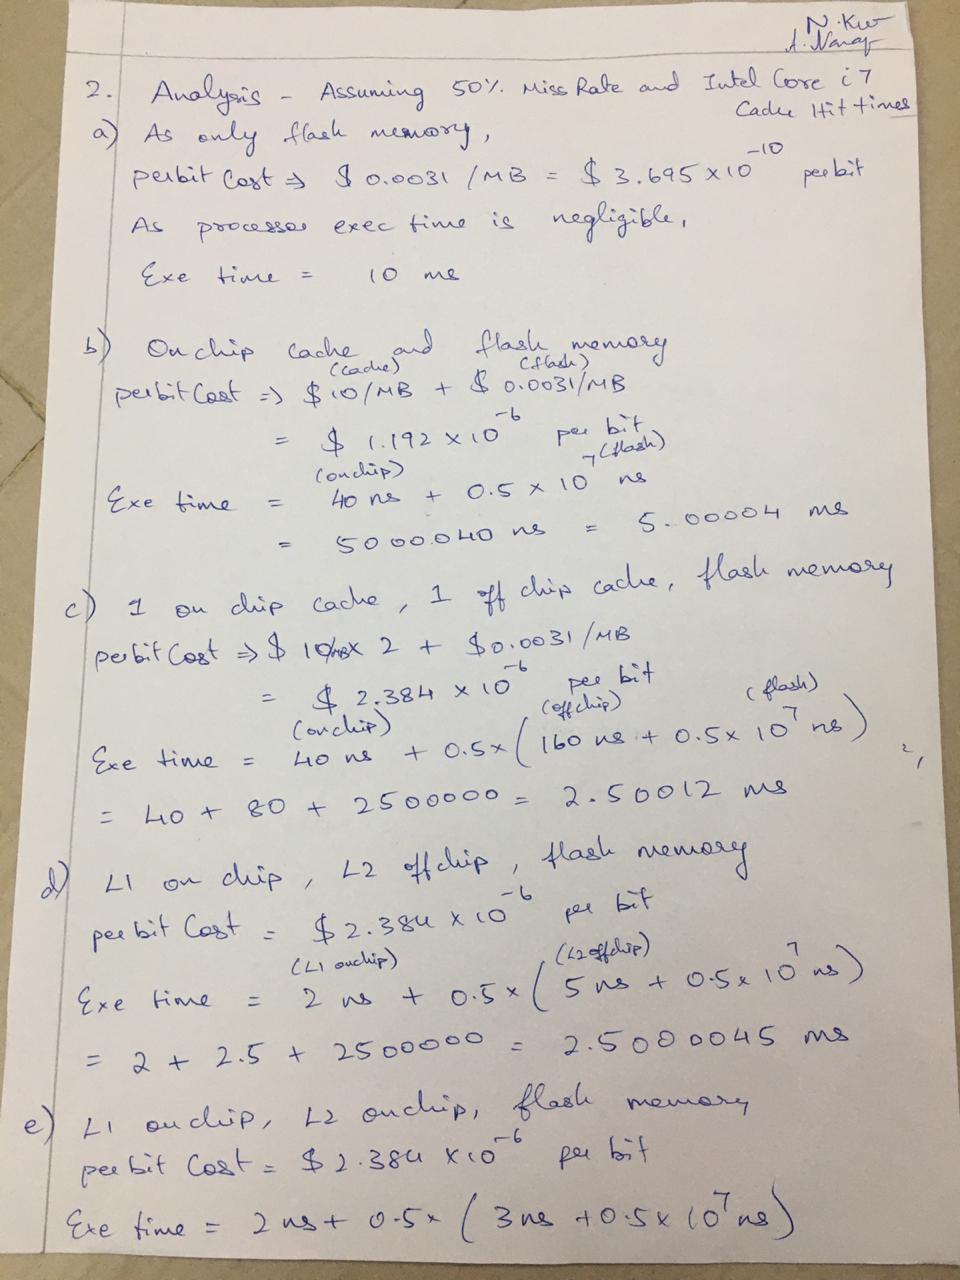 N. Kur
A. Naray
2. Analysis - Assuming 50% Miss Rate and Intel Core i7
Cache Hit times
a) As only flash memory,
perbit Cost ⇒ $ 0.0031 /MB = $ 3.695 × 10^-10 per bit
As processor exec time is negligible,
Exe time = 10 ms
b) On chip cache and flash memory
(cache) (flash)
perbit Cost ⇒ $ 10/MB + $ 0.0031/MB
= $ 1.192 × 10^-6 per bit
(onchip) (flash)
Exe time = 40 ns + 0.5 × 10^7 ns
= 5000040 ns = 5.00004 ms
c) 1 on chip cache, 1 off chip cache, flash memory
perbit Cost ⇒ $ 10/MB × 2 + $0.0031/MB
= $ 2.384 × 10^-6 per bit
(onchip) (offchip) (flash)
Exe time = 40 ns + 0.5× (160 ns + 0.5× 10^7 ns)
= 40 + 80 + 2500000 = 2.50012 ms
d) L1 on chip, L2 offchip, flash memory
per bit Cost = $2.384 × 10^-6 per bit
(L1 onchip) (L2 offchip)
Exe time = 2 ns + 0.5× (5 ns + 0.5× 10^7 ns)
= 2 + 2.5 + 2500000 = 2.5000045 ms
e) L1 onchip, L2 onchip, flash memory
per bit Cost = $ 2.384 × 10^-6 per bit
Exe time = 2 ns + 0.5× (3 ns + 0.5× 10^7 ns)